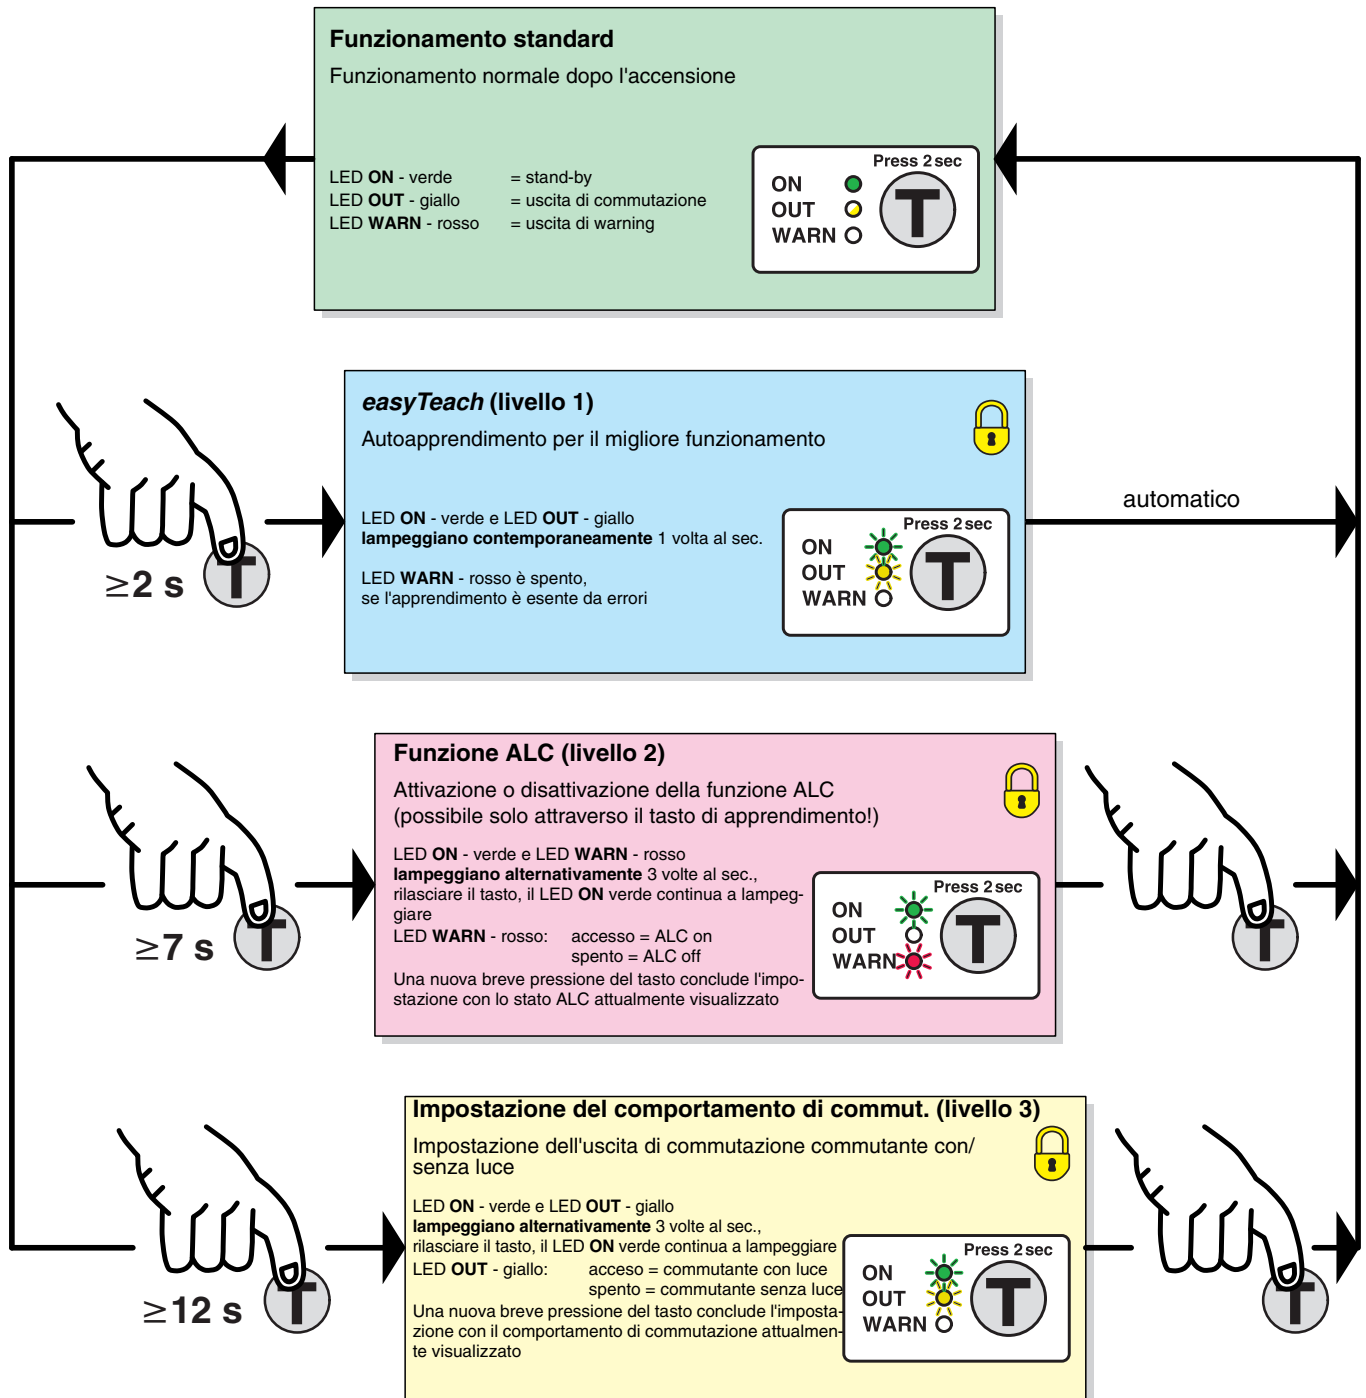 Funzionamento standard
Funzionamento normale dopo l'accensione
LED ON - verde = stand-by
LED OUT - giallo = uscita di commutazione
LED WARN - rosso = uscita di warning
Press 2 sec
ON
OUT
WARN
T
easyTeach (livello 1)
Autoapprendimento per il migliore funzionamento
LED ON - verde e LED OUT - giallo
lampeggiano contemporaneamente 1 volta al sec.
LED WARN - rosso è spento,
se l'apprendimento è esente da errori
Press 2 sec
ON
OUT
WARN
T
≥2 s
T
automatico
Funzione ALC (livello 2)
Attivazione o disattivazione della funzione ALC
(possibile solo attraverso il tasto di apprendimento!)
LED ON - verde e LED WARN - rosso
lampeggiano alternativamente 3 volte al sec.,
rilasciare il tasto, il LED ON verde continua a lampeg-
giare
LED WARN - rosso: accesso = ALC on
spento = ALC off
Una nuova breve pressione del tasto conclude l'impo-
stazione con lo stato ALC attualmente visualizzato
Press 2 sec
ON
OUT
WARN
T
≥7 s
T
T
Impostazione del comportamento di commut. (livello 3)
Impostazione dell'uscita di commutazione commutante con/
senza luce
LED ON - verde e LED OUT - giallo
lampeggiano alternativamente 3 volte al sec.,
rilasciare il tasto, il LED ON verde continua a lampeggiare
LED OUT - giallo: acceso = commutante con luce
spento = commutante senza luce
Una nuova breve pressione del tasto conclude l'imposta-
zione con il comportamento di commutazione attualmen-
te visualizzato
Press 2 sec
ON
OUT
WARN
T
≥12 s
T
T